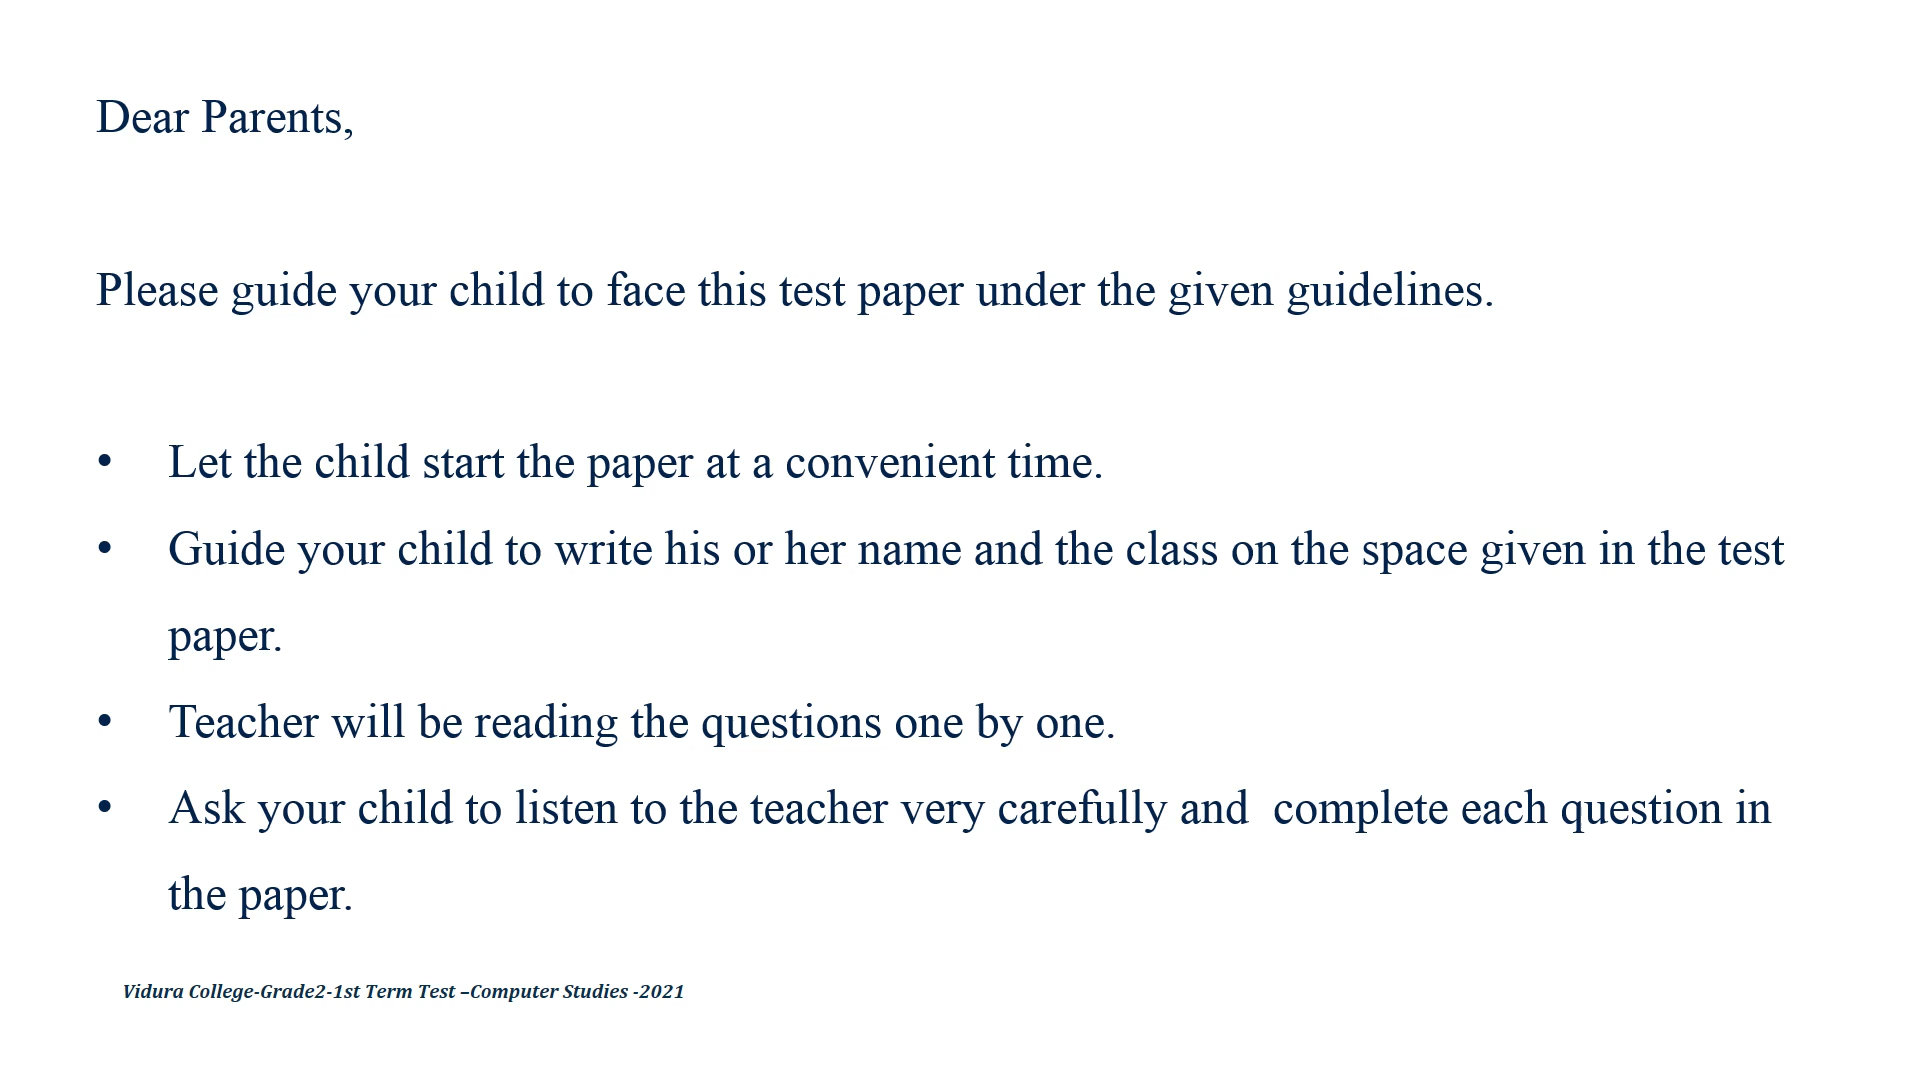 Dear Parents,
Please guide your child to face this test paper under the given guidelines.
• Let the child start the paper at a convenient time.
• Guide your child to write his or her name and the class on the space given in the test
paper.
• Teacher will be reading the questions one by one.
• Ask your child to listen to the teacher very carefully and  complete each question in
the paper.
Vidura College-Grade2-1st Term Test –Computer Studies -2021